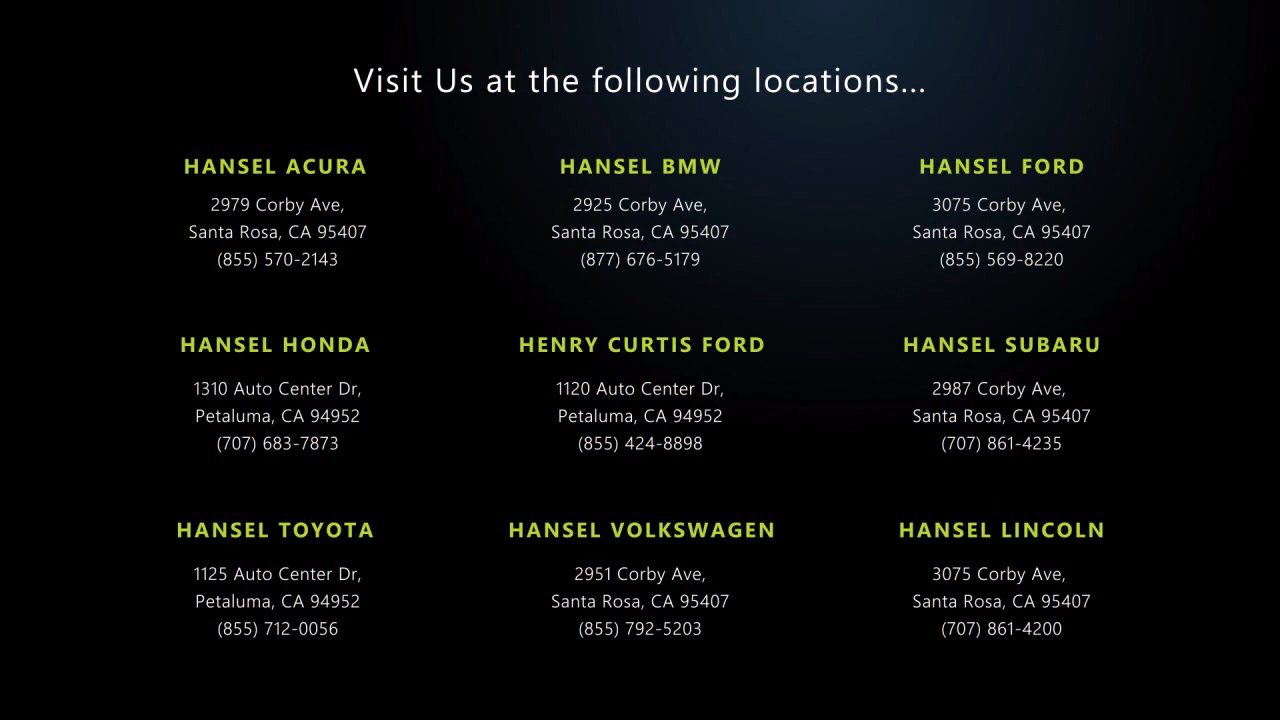 Visit Us at the following locations...
HANSEL ACURA
2979 Corby Ave,
Santa Rosa, CA 95407
(855) 570-2143
HANSEL BMW
2925 Corby Ave,
Santa Rosa, CA 95407
(877) 676-5179
HANSEL FORD
3075 Corby Ave,
Santa Rosa, CA 95407
(855) 569-8220
HANSEL HONDA
1310 Auto Center Dr,
Petaluma, CA 94952
(707) 683-7873
HENRY CURTIS FORD
1120 Auto Center Dr,
Petaluma, CA 94952
(855) 424-8898
HANSEL SUBARU
2987 Corby Ave,
Santa Rosa, CA 95407
(707) 861-4235
HANSEL TOYOTA
1125 Auto Center Dr,
Petaluma, CA 94952
(855) 712-0056
HANSEL VOLKSWAGEN
2951 Corby Ave,
Santa Rosa, CA 95407
(855) 792-5203
HANSEL LINCOLN
3075 Corby Ave,
Santa Rosa, CA 95407
(707) 861-4200